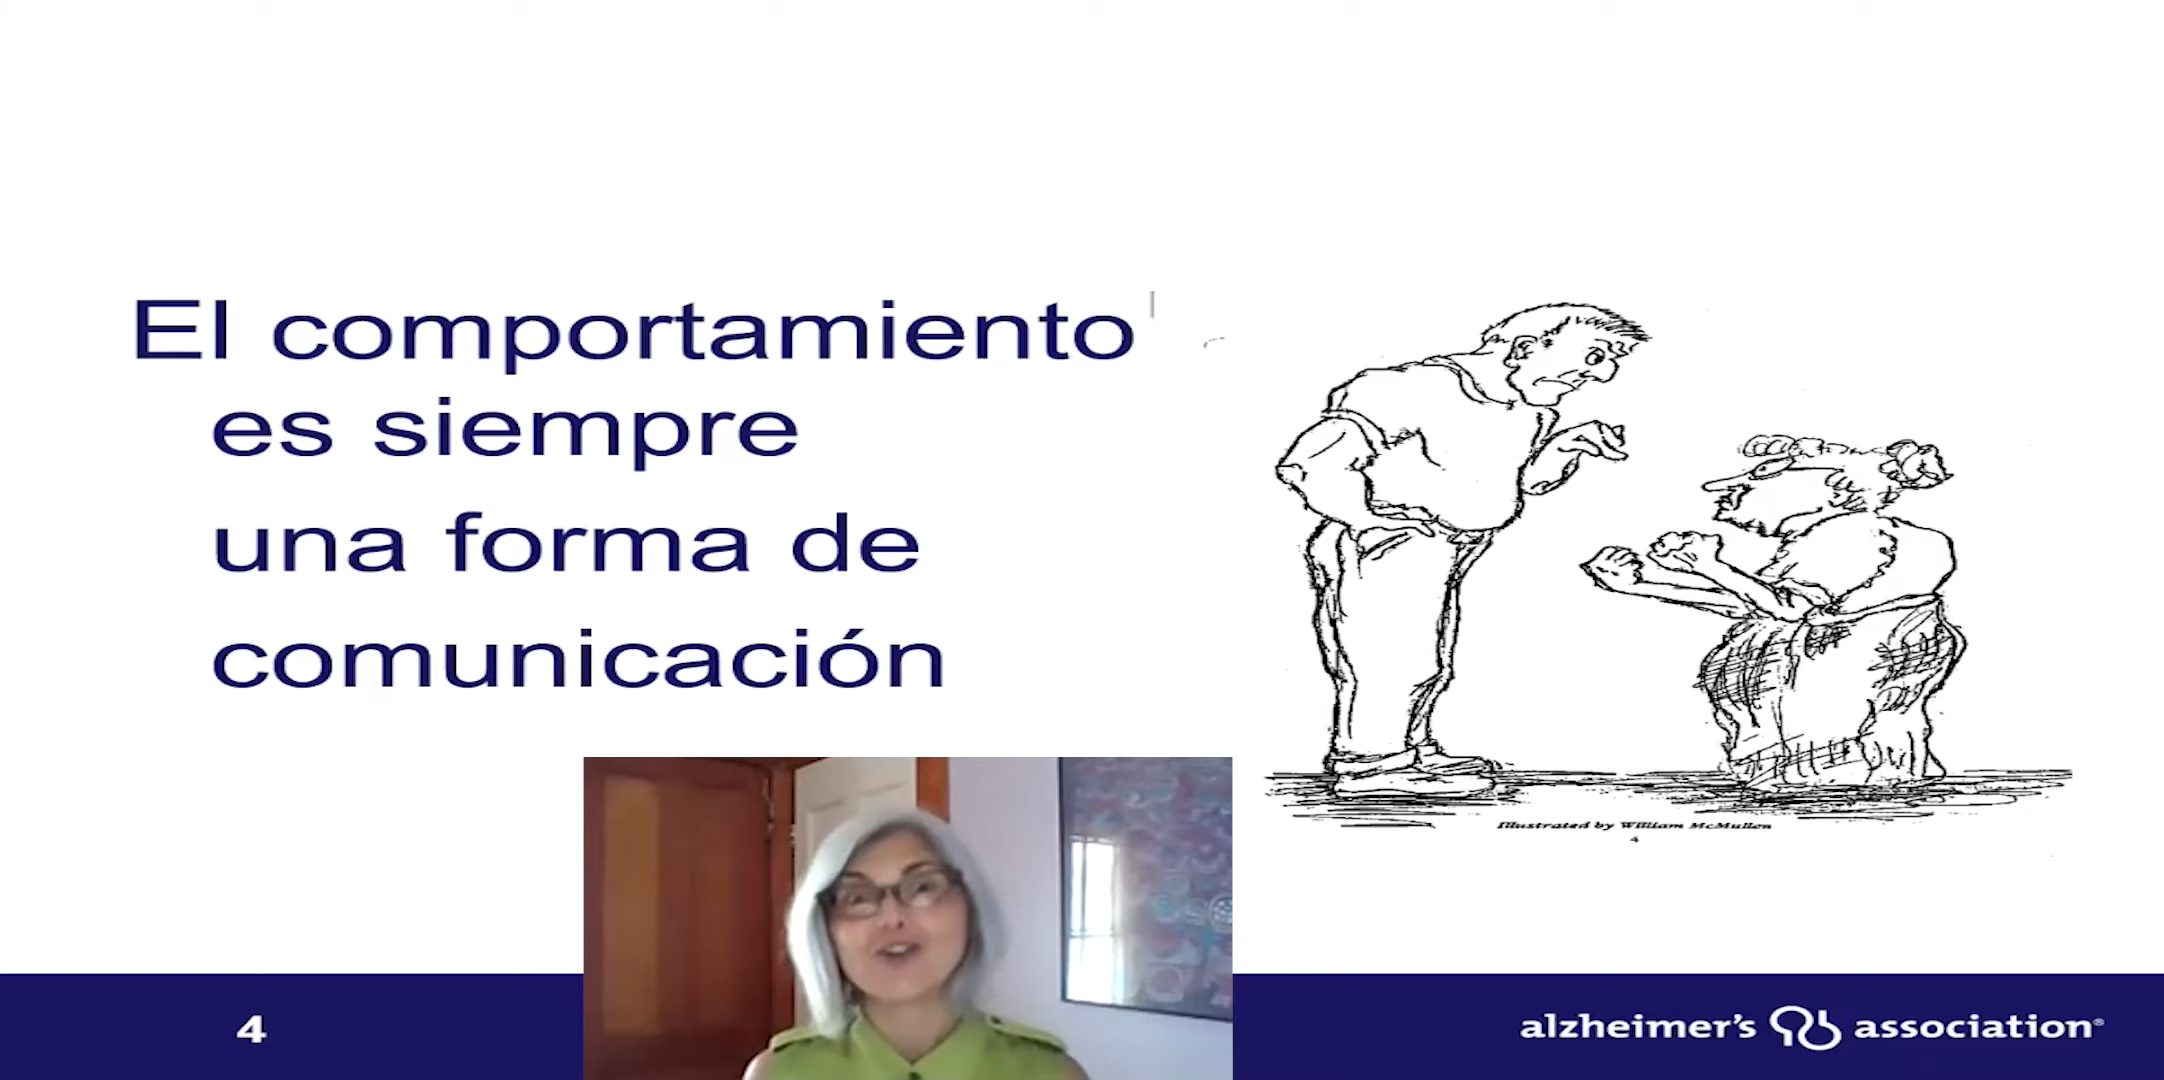 El comportamiento
es siempre
una forma de
comunicación
Illustrated by William McMullen
4
4
alzheimer's association®